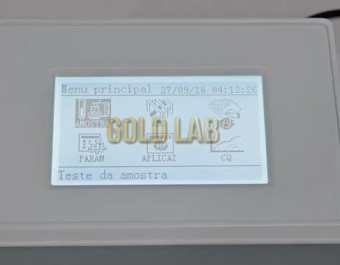 Menu principal 27/09/16 04:12:26
AMOSTRA
GOLD LAB®
PARAM APLICAT CQ
Teste da amostra